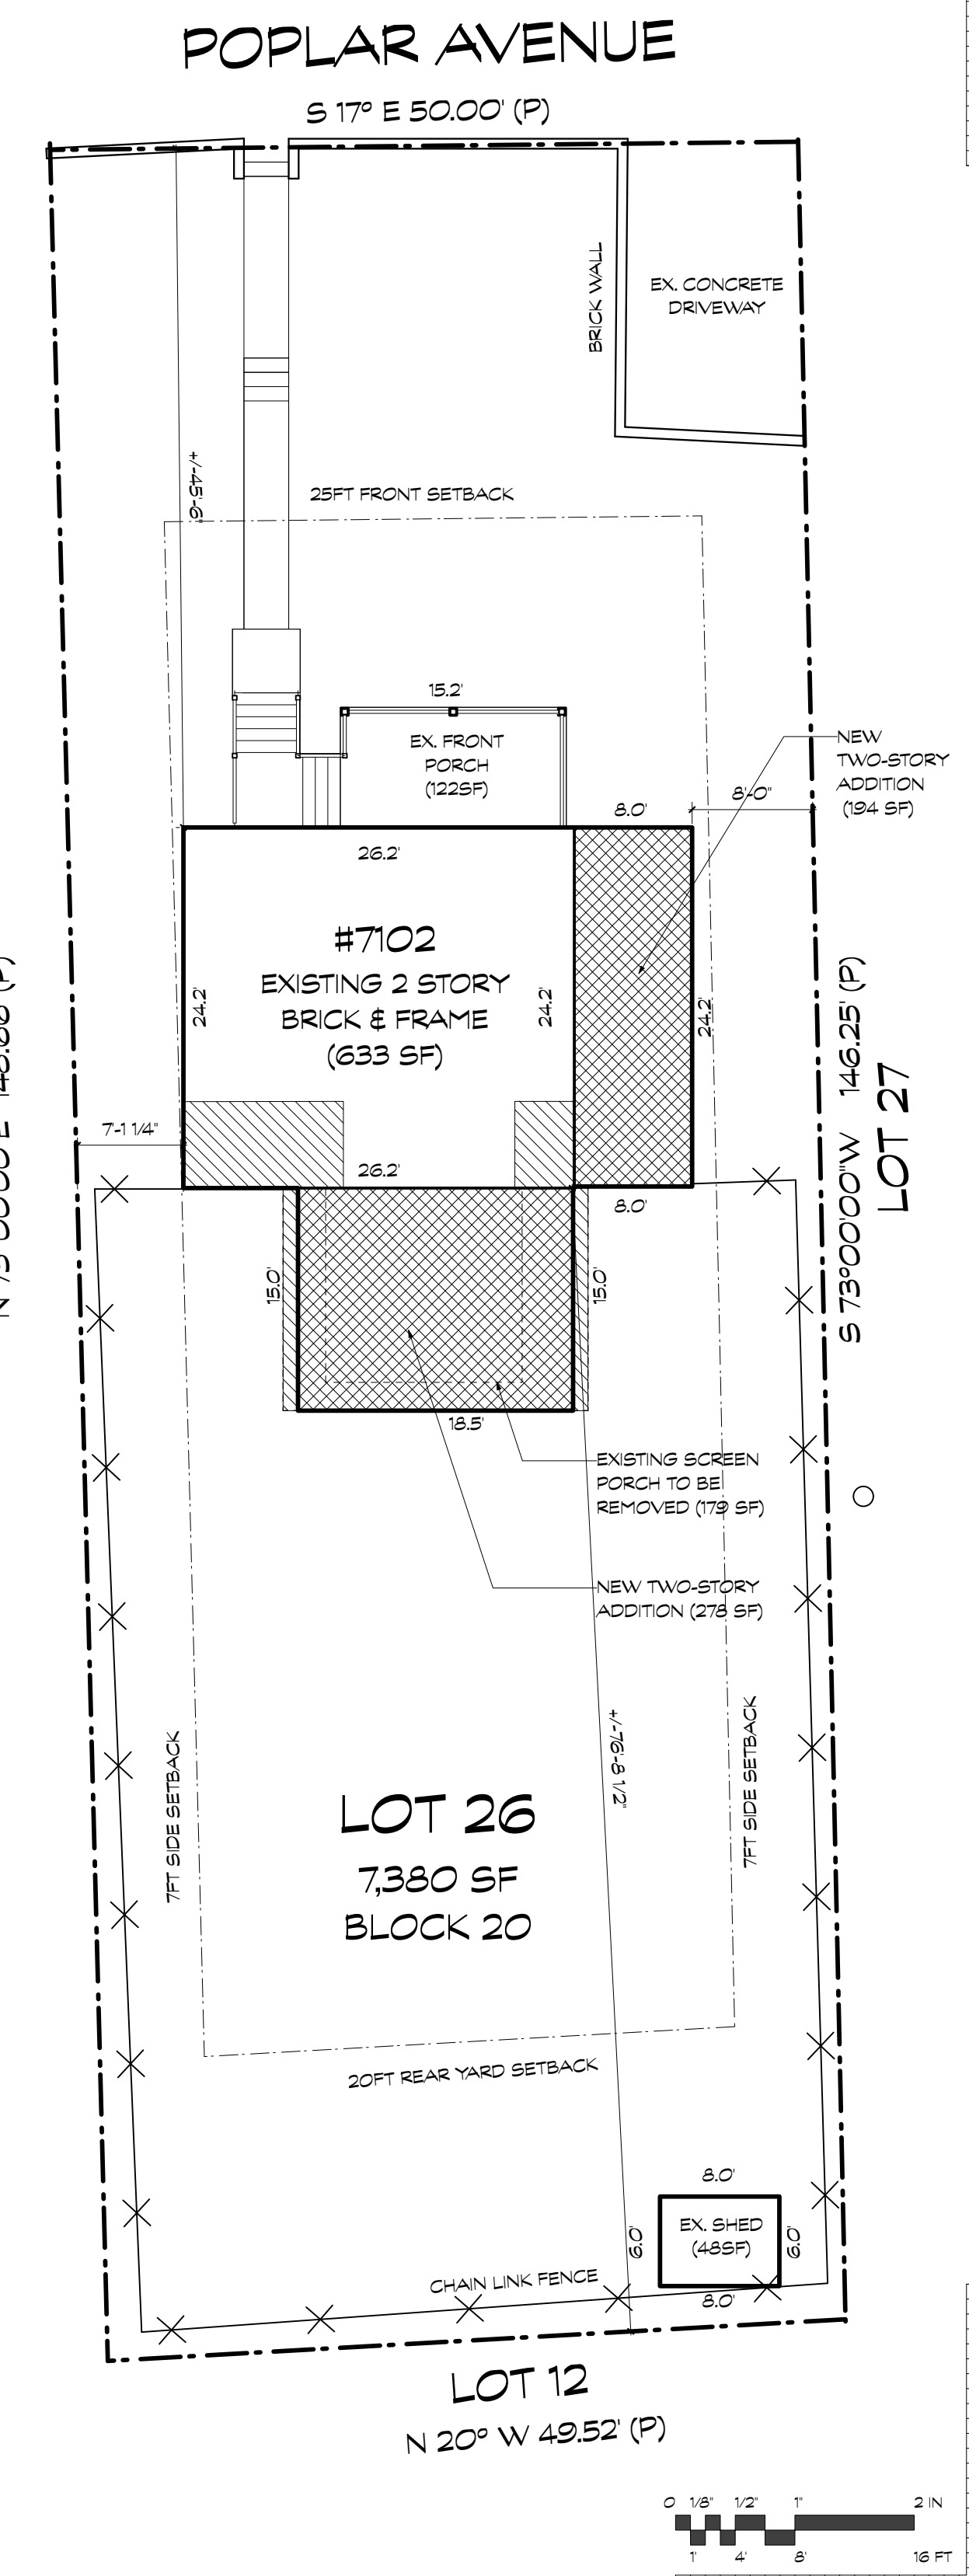 POPLAR AVENUE
S 17° E 50.00' (P)
BRICK WALL
EX. CONCRETE
DRIVEWAY
+/-45'-6"
25FT FRONT SETBACK
15.2'
EX. FRONT
PORCH
(122SF)
NEW
TWO-STORY
ADDITION
(194 SF)
8'-0"
8.0'
26.2'
#7102
EXISTING 2 STORY
BRICK & FRAME
(633 SF)
24.2'
24.2'
24.2'
S 73°00'00"W 146.25' (P)
LOT 27
7'-1 1/4"
26.2'
8.0'
15.0'
15.0'
18.5'
EXISTING SCREEN
PORCH TO BE
REMOVED (179 SF)
NEW TWO-STORY
ADDITION (278 SF)
+/-76'-8 1/2"
7FT SIDE SETBACK
7FT SIDE SETBACK
LOT 26
7,380 SF
BLOCK 20
20FT REAR YARD SETBACK
8.0'
6.0'
EX. SHED
(48SF)
6.0'
8.0'
CHAIN LINK FENCE
LOT 12
N 20° W 49.52' (P)
0 1/8" 1/2" 1" 2 IN
1' 4' 8' 16 FT